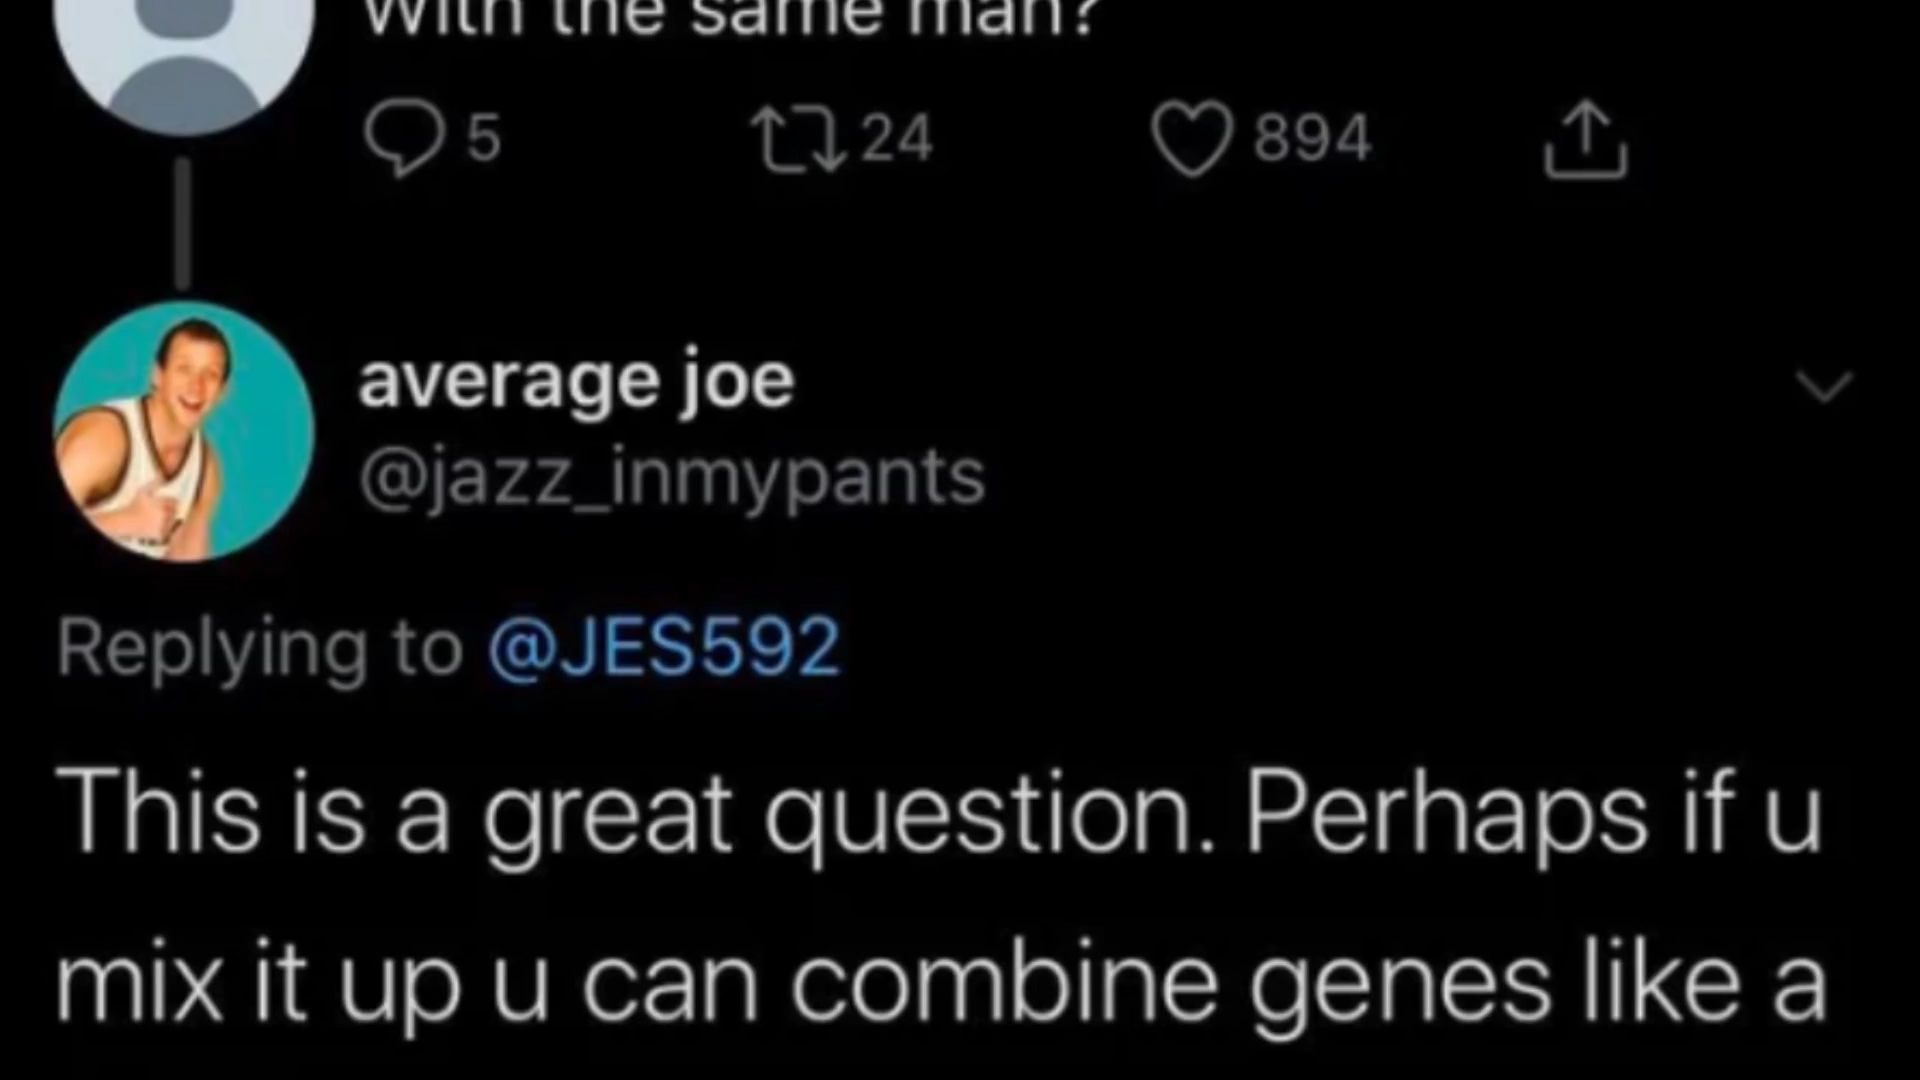 With the same man?
5 24 894
average joe
@jazz_inmypants
Replying to @JES592
This is a great question. Perhaps if u
mix it up u can combine genes like a